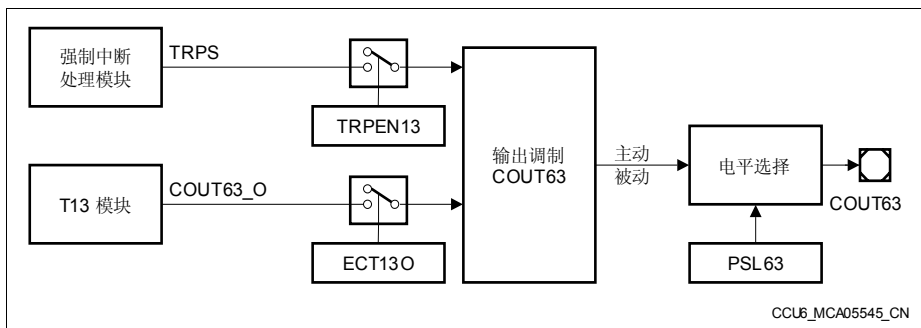 强制中断
处理模块
TRPS
TRPEN13
T13 模块
COUT63_O
ECT13O
输出调制
COUT63
主动
被动
电平选择
COUT63
PSL63
CCU6_MCA05545_CN